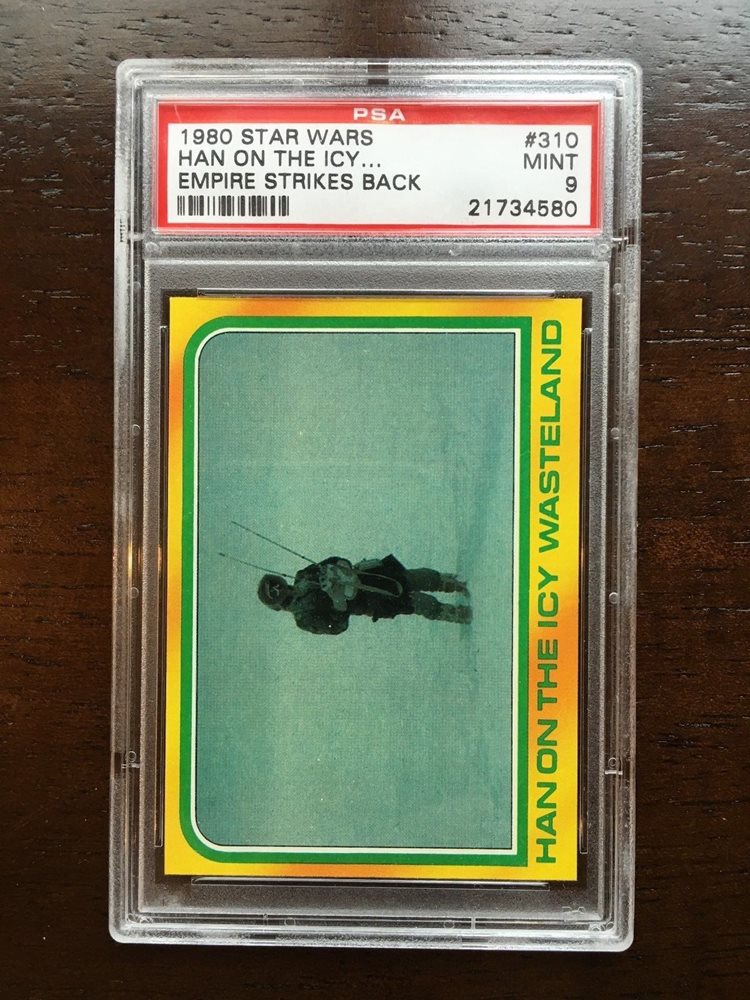 PSA
1980 STAR WARS #310
HAN ON THE ICY... MINT
EMPIRE STRIKES BACK 9
21734580
HAN ON THE ICY WASTELAND